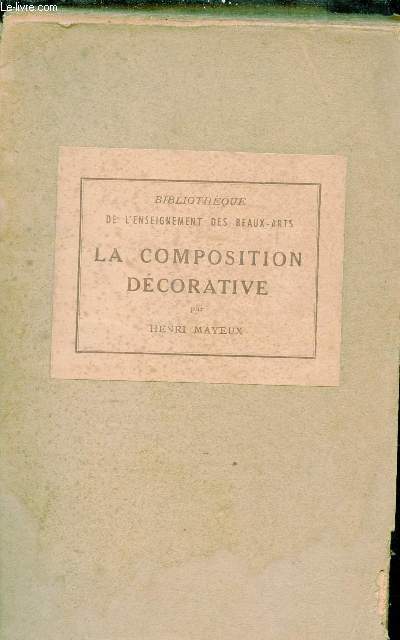 Le-livre.com
BIBLIOTHÈQUE
DE L'ENSEIGNEMENT DES BEAUX-ARTS
LA COMPOSITION
DÉCORATIVE
par
HENRI MAYEUX